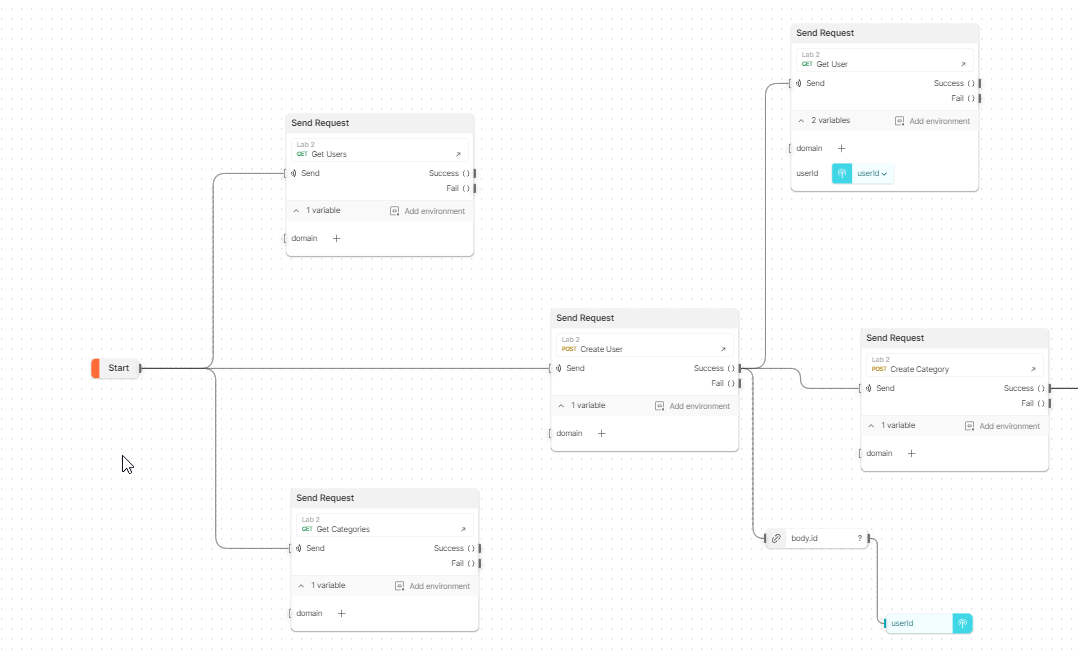 Send Request
Lab 2
GET Get User
Send Success ()
Fail ()
2 variables Add environment
domain +
userId userId
Send Request
Lab 2
GET Get Users
Send Success ()
Fail ()
1 variable Add environment
domain +
Start
Send Request
Lab 2
POST Create User
Send Success ()
Fail ()
1 variable Add environment
domain +
Send Request
Lab 2
POST Create Category
Send Success ()
Fail ()
1 variable Add environment
domain +
Send Request
Lab 2
GET Get Categories
Send Success ()
Fail ()
1 variable Add environment
domain +
body.id ?
userId